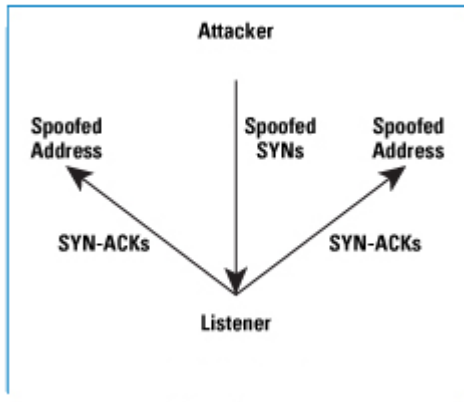 Attacker
Spoofed
Address
Spoofed
SYNs
Spoofed
Address
SYN-ACKs
SYN-ACKs
Listener